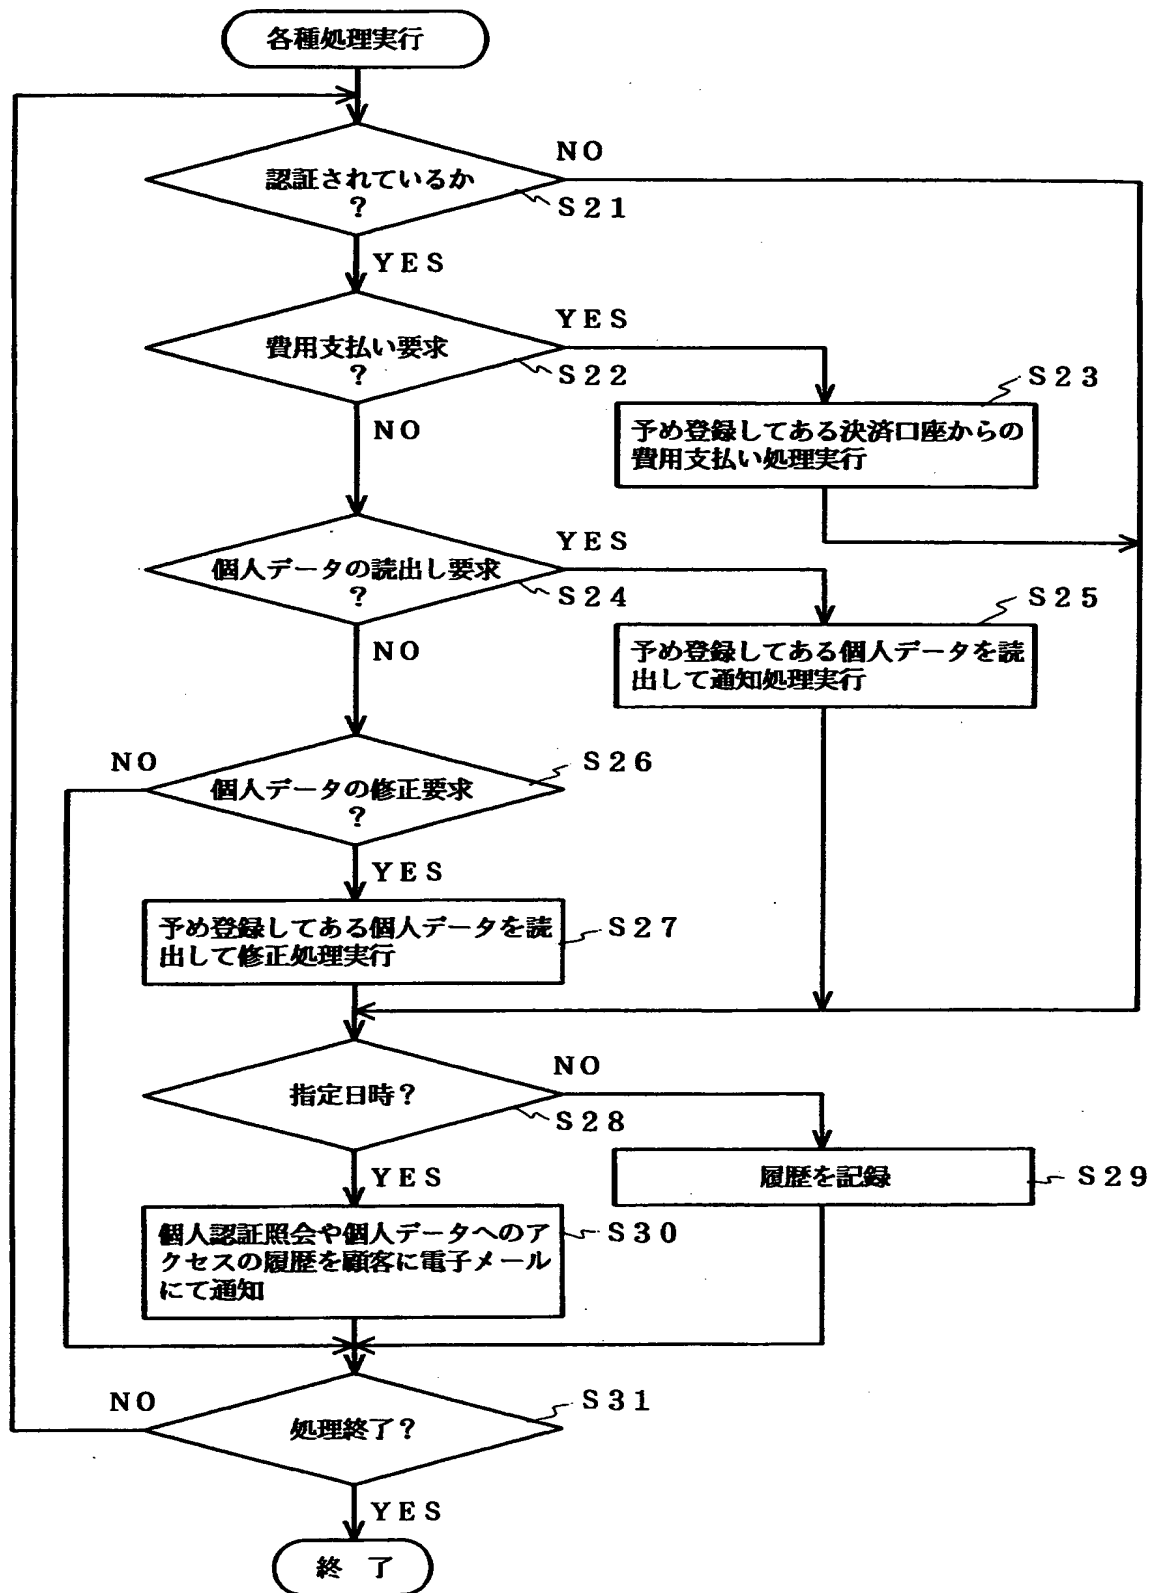 各種処理実行
認証されているか
？
NO
S21
YES
費用支払い要求
？
YES
S22
S23
予め登録してある決済口座からの
費用支払い処理実行
NO
個人データの読出し要求
？
YES
S24
S25
予め登録してある個人データを読
出して通知処理実行
NO
NO
個人データの修正要求
？
S26
YES
予め登録してある個人データを読
出して修正処理実行
S27
指定日時？
NO
S28
履歴を記録
S29
YES
個人認証照会や個人データへのア
クセスの履歴を顧客に電子メール
にて通知
S30
NO
処理終了？
S31
YES
終 了